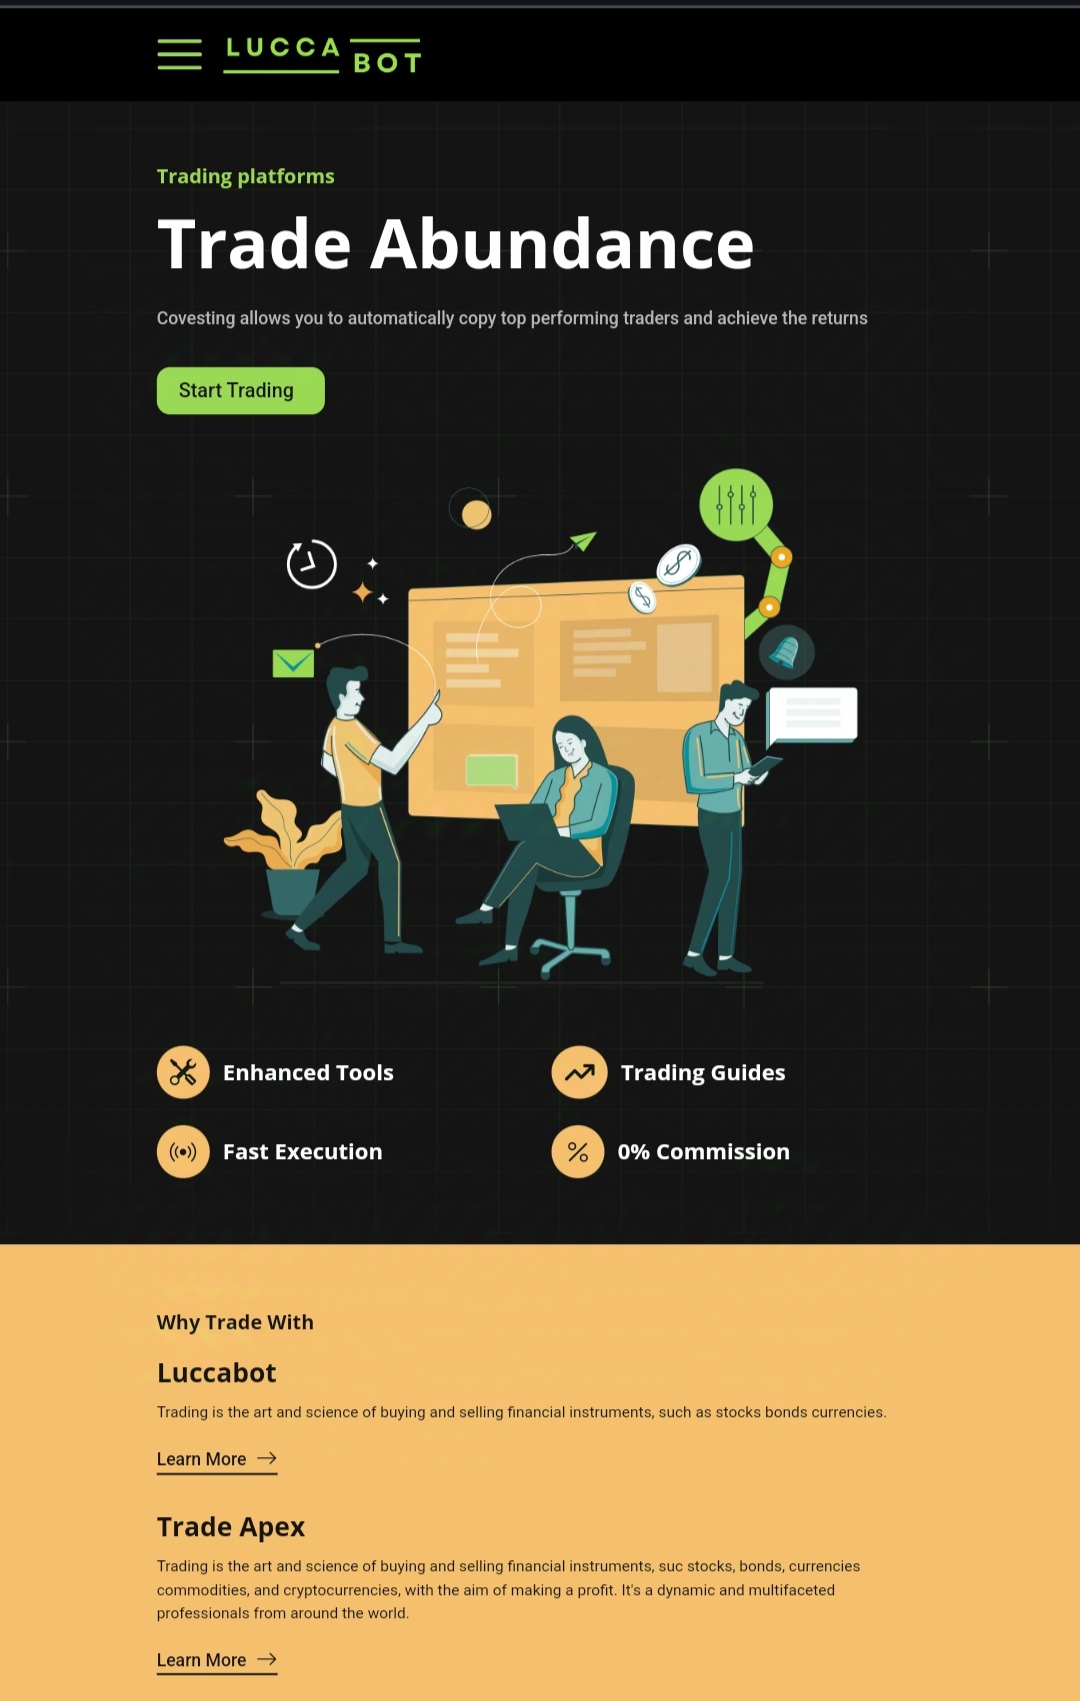 LUCCA
BOT
Trading platforms
Trade Abundance
Covesting allows you to automatically copy top performing traders and achieve the returns
Start Trading
Enhanced Tools
Trading Guides
Fast Execution
0% Commission
Why Trade With
Luccabot
Trading is the art and science of buying and selling financial instruments, such as stocks bonds currencies.
Learn More
Trade Apex
Trading is the art and science of buying and selling financial instruments, suc stocks, bonds, currencies
commodities, and cryptocurrencies, with the aim of making a profit. It's a dynamic and multifaceted
professionals from around the world.
Learn More